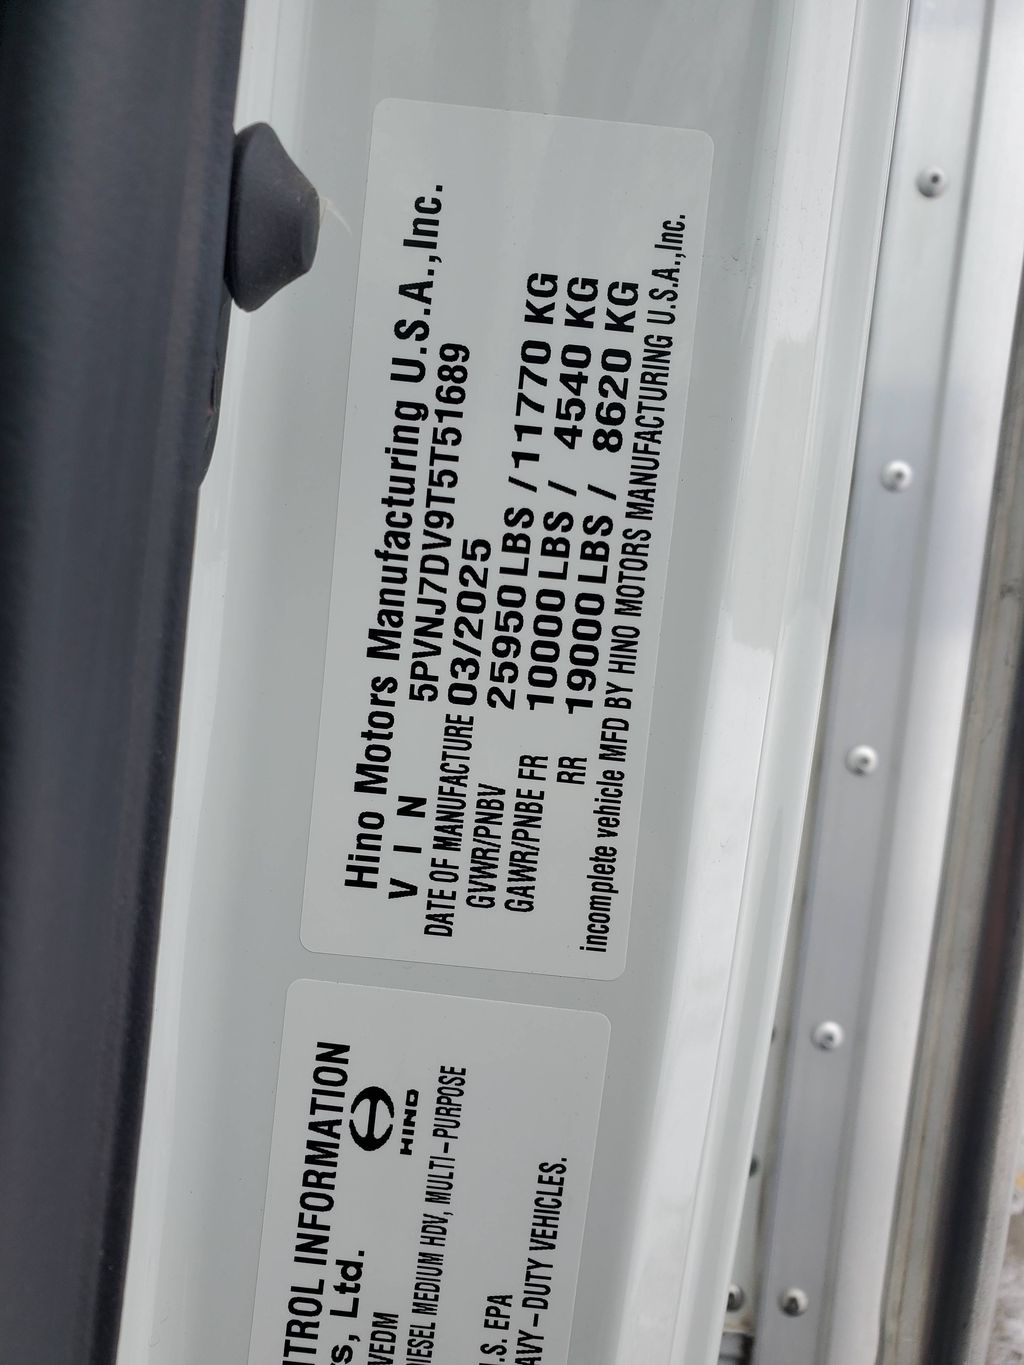 Hino Motors Manufacturing U.S.A.,Inc.
V I N 5PVNJ7DV9T5T51689
DATE OF MANUFACTURE 03/2025
GVWR/PNBV 25950 LBS / 11770 KG
GAWR/PNBE FR 10000 LBS / 4540 KG
RR 19000 LBS / 8620 KG
incomplete vehicle MFD BY HINO MOTORS MANUFACTURING U.S.A.,Inc.
NTROL INFORMATION
s, Ltd.
HINO
VEDM
IESEL MEDIUM HDV, MULTI-PURPOSE
.S. EPA
AVY-DUTY VEHICLES.